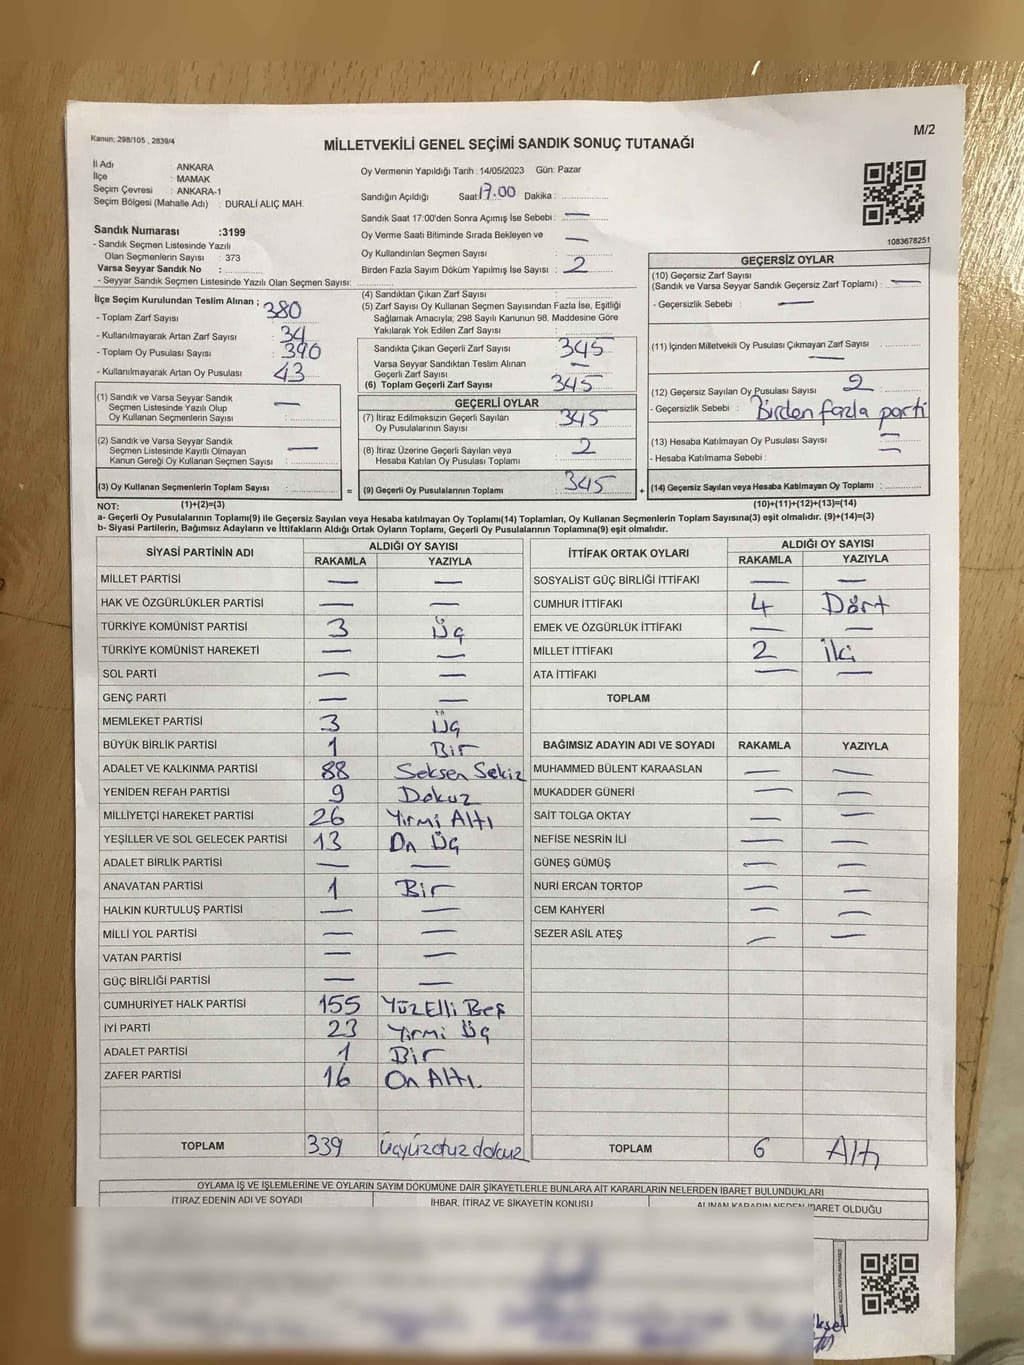 Kanun: 298/105 , 2839/4
M/2
MİLLETVEKİLİ GENEL SEÇİMİ SANDIK SONUÇ TUTANAĞI
İl Adı : ANKARA
İlçe : MAMAK
Seçim Çevresi : ANKARA-1
Seçim Bölgesi (Mahalle Adı) : DURALİ ALIÇ MAH.
Sandık Numarası :3199
- Sandık Seçmen Listesinde Yazılı
Olan Seçmenlerin Sayısı : 373
Varsa Seyyar Sandık No :
- Seyyar Sandık Seçmen Listesinde Yazılı Olan Seçmen Sayısı:
Oy Vermenin Yapıldığı Tarih :14/05/2023 Gün: Pazar
Sandığın Açıldığı Saat 17.00 Dakika :
Sandık Saat 17:00'den Sonra Açımış İse Sebebi : —
Oy Verme Saati Bitiminde Sırada Bekleyen ve
Oy Kullandırılan Seçmen Sayısı : —
Birden Fazla Sayım Döküm Yapılmış İse Sayısı : 2
1083678251
İlçe Seçim Kurulundan Teslim Alınan ;
- Toplam Zarf Sayısı : 380
- Kullanılmayarak Artan Zarf Sayısı : 34
- Toplam Oy Pusulası Sayısı : 390
- Kullanılmayarak Artan Oy Pusulası : 43
(1) Sandık ve Varsa Seyyar Sandık
Seçmen Listesinde Yazılı Olup
Oy Kullanan Seçmenlerin Sayısı : —
(2) Sandık ve Varsa Seyyar Sandık
Seçmen Listesinde Kayıtlı Olmayan
Kanun Gereği Oy Kullanan Seçmen Sayısı : —
(3) Oy Kullanan Seçmenlerin Toplam Sayısı :
(4) Sandıktan Çıkan Zarf Sayısı :
(5) Zarf Sayısı Oy Kullanan Seçmen Sayısından Fazla İse, Eşitliği
Sağlamak Amacıyla; 298 Sayılı Kanunun 98. Maddesine Göre
Yakılarak Yok Edilen Zarf Sayısı :
Sandıkta Çıkan Geçerli Zarf Sayısı : 345
Varsa Seyyar Sandıktan Teslim Alınan
Geçerli Zarf Sayısı : —
(6) Toplam Geçerli Zarf Sayısı : 345
GEÇERLİ OYLAR
(7) İtiraz Edilmeksizin Geçerli Sayılan
Oy Pusulalarının Sayısı : 345
(8) İtiraz Üzerine Geçerli Sayılan veya
Hesaba Katılan Oy Pusulası Toplamı : 2
= (9) Geçerli Oy Pusulalarının Toplamı : 345 +
GEÇERSİZ OYLAR
(10) Geçersiz Zarf Sayısı
(Sandık ve Varsa Seyyar Sandık Geçersiz Zarf Toplamı) : —
- Geçersizlik Sebebi : —
(11) İçinden Milletvekili Oy Pusulası Çıkmayan Zarf Sayısı : —
(12) Geçersiz Sayılan Oy Pusulası Sayısı : 2
- Geçersizlik Sebebi : Birden fazla parti
(13) Hesaba Katılmayan Oy Pusulası Sayısı : —
- Hesaba Katılmama Sebebi : —
(14) Geçersiz Sayılan veya Hesaba Katılmayan Oy Toplamı :
NOT: (1)+(2)=(3) (10)+(11)+(12)+(13)=(14)
a- Geçerli Oy Pusulalarının Toplamı(9) ile Geçersiz Sayılan veya Hesaba katılmayan Oy Toplamı(14) Toplamları, Oy Kullanan Seçmenlerin Toplam Sayısına(3) eşit olmalıdır. (9)+(14)=(3)
b- Siyasi Partilerin, Bağımsız Adayların ve İttifakların Aldığı Oyların Toplamı, Geçerli Oy Pusulalarının Toplamına(9) eşit olmalıdır.
SİYASİ PARTİNİN ADI ALDIĞI OY SAYISI
RAKAMLA YAZIYLA
MİLLET PARTİSİ — —
HAK VE ÖZGÜRLÜKLER PARTİSİ — —
TÜRKİYE KOMÜNİST PARTİSİ 3 Üç
TÜRKİYE KOMÜNİST HAREKETİ — —
SOL PARTİ — —
GENÇ PARTİ — —
MEMLEKET PARTİSİ 3 Üç
BÜYÜK BİRLİK PARTİSİ 1 Bir
ADALET VE KALKINMA PARTİSİ 88 Seksen Sekiz
YENİDEN REFAH PARTİSİ 9 Dokuz
MİLLİYETÇİ HAREKET PARTİSİ 26 Yirmi Altı
YEŞİLLER VE SOL GELECEK PARTİSİ 13 On Üç
ADALET BİRLİK PARTİSİ — —
ANAVATAN PARTİSİ 1 Bir
HALKIN KURTULUŞ PARTİSİ — —
MİLLİ YOL PARTİSİ — —
VATAN PARTİSİ — —
GÜÇ BİRLİĞİ PARTİSİ — —
CUMHURİYET HALK PARTİSİ 155 YüzElli Beş
İYİ PARTİ 23 Yirmi Üç
ADALET PARTİSİ 1 Bir
ZAFER PARTİSİ 16 On Altı.
TOPLAM 339 Üçyüzotuzdokuz
İTTİFAK ORTAK OYLARI ALDIĞI OY SAYISI
RAKAMLA YAZIYLA
SOSYALİST GÜÇ BİRLİĞİ İTTİFAKI — —
CUMHUR İTTİFAKI 4 Dört
EMEK VE ÖZGÜRLÜK İTTİFAKI — —
MİLLET İTTİFAKI 2 İki
ATA İTTİFAKI — —
TOPLAM
BAĞIMSIZ ADAYIN ADI VE SOYADI RAKAMLA YAZIYLA
MUHAMMED BÜLENT KARAASLAN — —
MUKADDER GÜNERİ — —
SAİT TOLGA OKTAY — —
NEFİSE NESRİN İLİ — —
GÜNEŞ GÜMÜŞ — —
NURİ ERCAN TORTOP — —
CEM KAHYERİ — —
SEZER ASİL ATEŞ — —
TOPLAM 6 Altı
OYLAMA İŞ VE İŞLEMLERİNE VE OYLARIN SAYIM DÖKÜMÜNE DAİR ŞİKAYETLERLE BUNLARA AİT KARARLARIN NELERDEN İBARET BULUNDUKLARI
İTİRAZ EDENİN ADI VE SOYADI İHBAR, İTİRAZ VE ŞİKAYETİN KONUSU ALINAN KARARIN NEDEN İBARET OLDUĞU